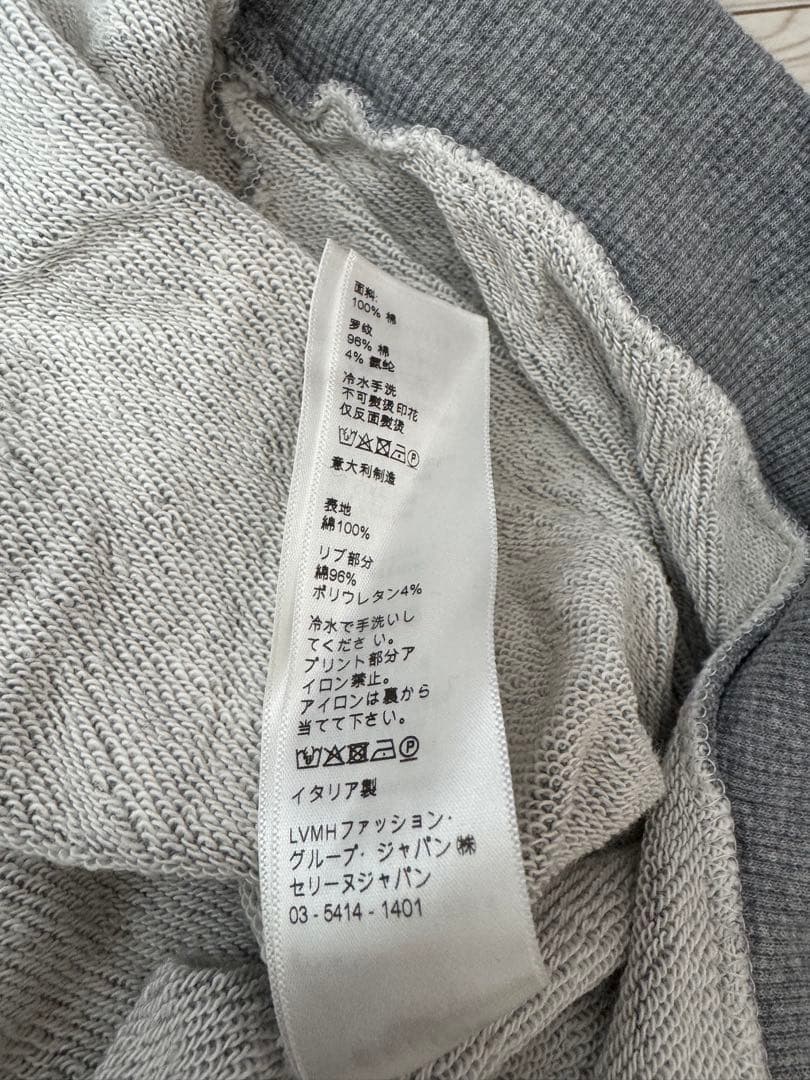 面料:
100% 棉
罗纹
96% 棉
4% 氨纶
冷水手洗
不可熨烫印花
仅反面熨烫
意大利制造
表地
綿100%
リブ部分
綿96%
ポリウレタン4%
冷水で手洗いし
てください。
プリント部分ア
イロン禁止。
アイロンは裏から
当てて下さい。
イタリア製
LVMHファッション・
グループ・ジャパン㈱
セリーヌジャパン
03-5414-1401